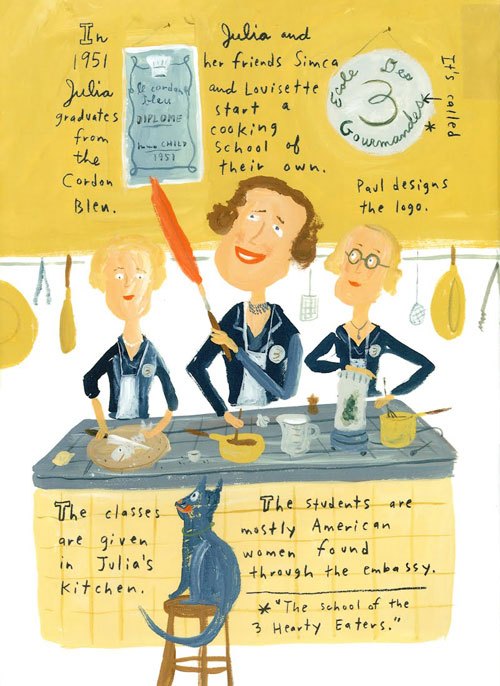 In
1951
Julia
graduates
from
the
Cordon
Bleu.
le cordon
bleu
DIPLOME
CHILD
1951
Julia and
her friends Simca
and Louisette
start a
cooking
School of
their own.
Ecole Des
3
Gourmandes
*
It's called
Paul designs
the logo.
3
3
The classes
are given
in Julia's
kitchen.
The students are
mostly American
women found
through the embassy.
* "The school of the
3 Hearty Eaters."